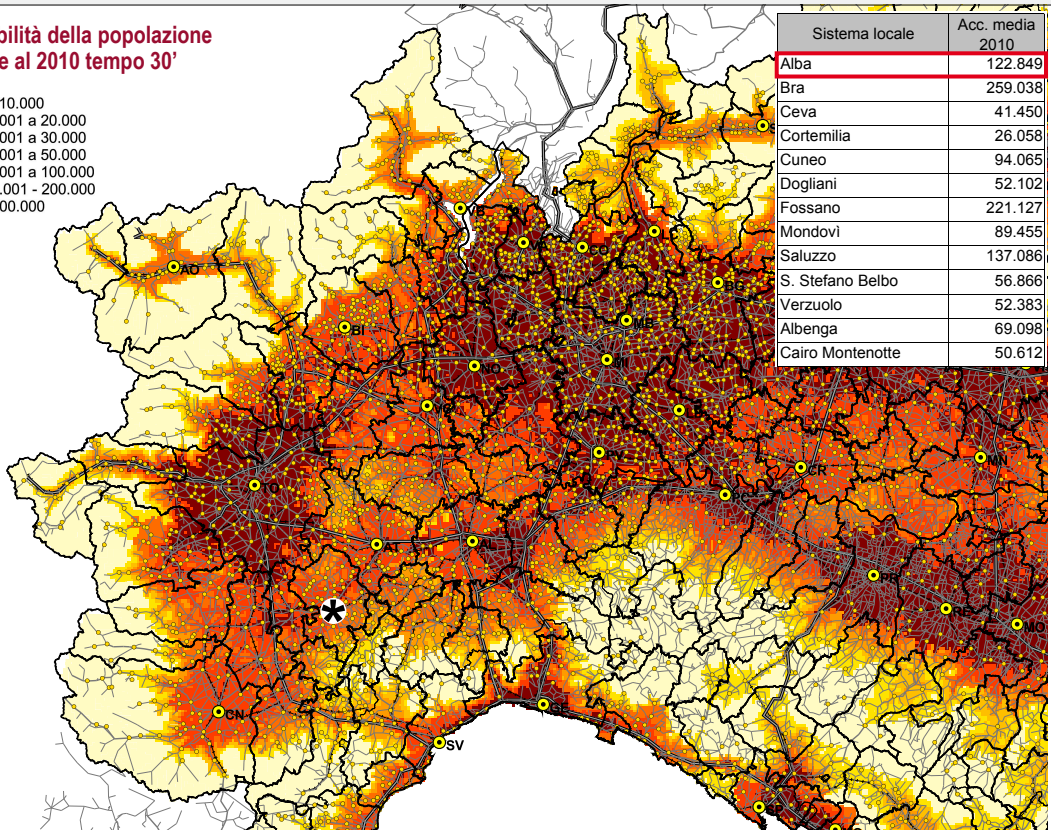 bilità della popolazione
e al 2010 tempo 30’
10.000
001 a 20.000
001 a 30.000
001 a 50.000
001 a 100.000
.001 - 200.000
00.000
Sistema locale Acc. media 2010
Alba 122.849
Bra 259.038
Ceva 41.450
Cortemilia 26.058
Cuneo 94.065
Dogliani 52.102
Fossano 221.127
Mondovì 89.455
Saluzzo 137.086
S. Stefano Belbo 56.866
Verzuolo 52.383
Albenga 69.098
Cairo Montenotte 50.612
VB
AO
BG
BI
NO
TO
CR
PR
MO
CN
SV